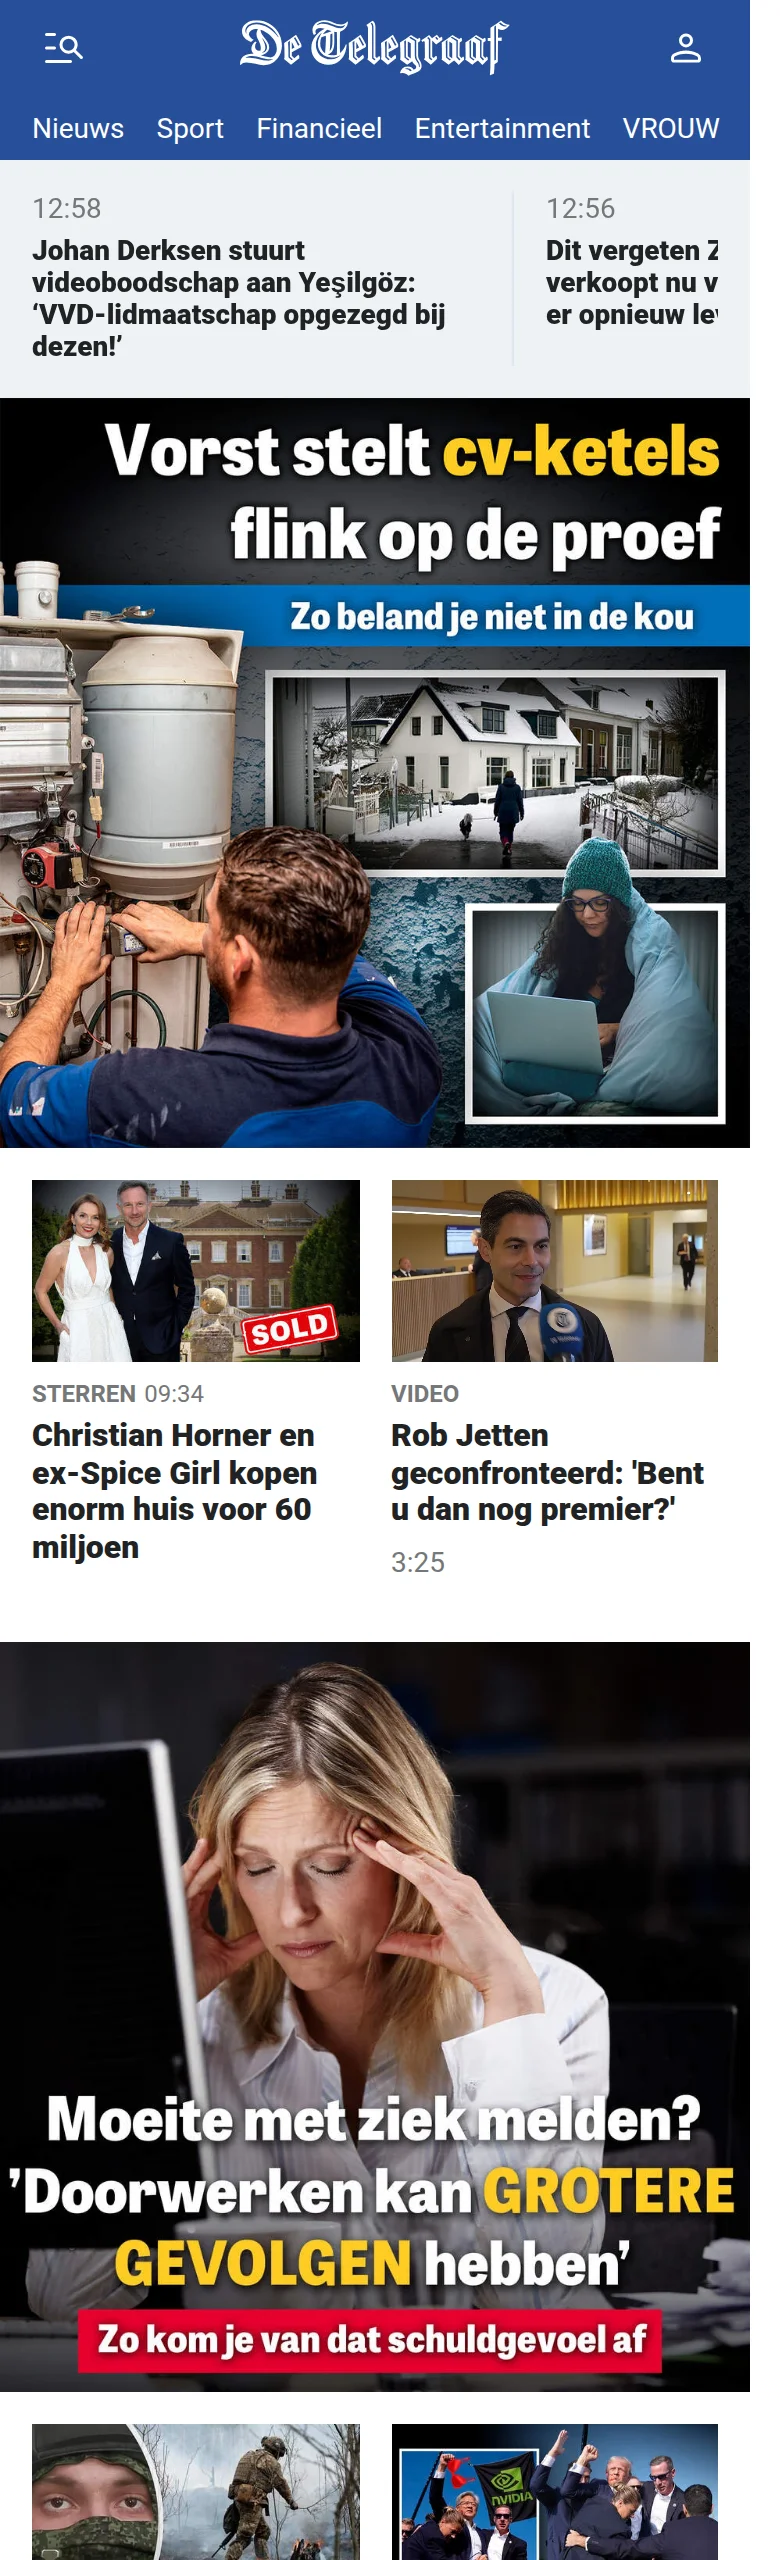 De Telegraaf
Nieuws Sport Financieel Entertainment VROUW
12:58
Johan Derksen stuurt
videoboodschap aan Yeşilgöz:
‘VVD-lidmaatschap opgezegd bij
dezen!’
12:56
Dit vergeten Z
verkoopt nu v
er opnieuw le
Vorst stelt cv-ketels
flink op de proef
Zo beland je niet in de kou
SOLD
STERREN 09:34
Christian Horner en
ex-Spice Girl kopen
enorm huis voor 60
miljoen
VIDEO
Rob Jetten
geconfronteerd: 'Bent
u dan nog premier?'
3:25
Moeite met ziek melden?
’Doorwerken kan GROTERE
GEVOLGEN hebben’
Zo kom je van dat schuldgevoel af
NVIDIA